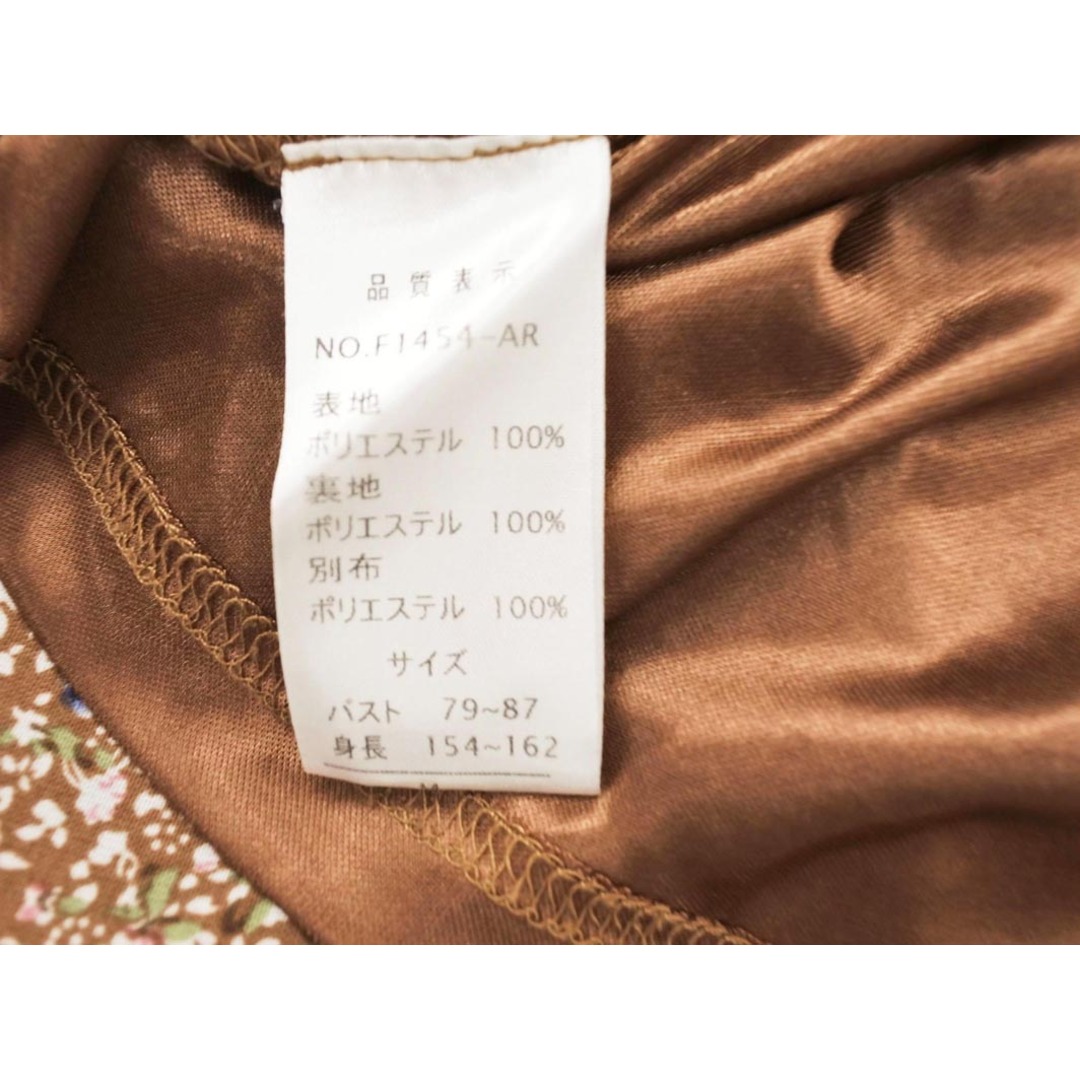 品質表示
NO.F1454-AR
表地
ポリエステル 100%
裏地
ポリエステル 100%
別布
ポリエステル 100%
サイズ
バスト 79~87
身長 154~162
M